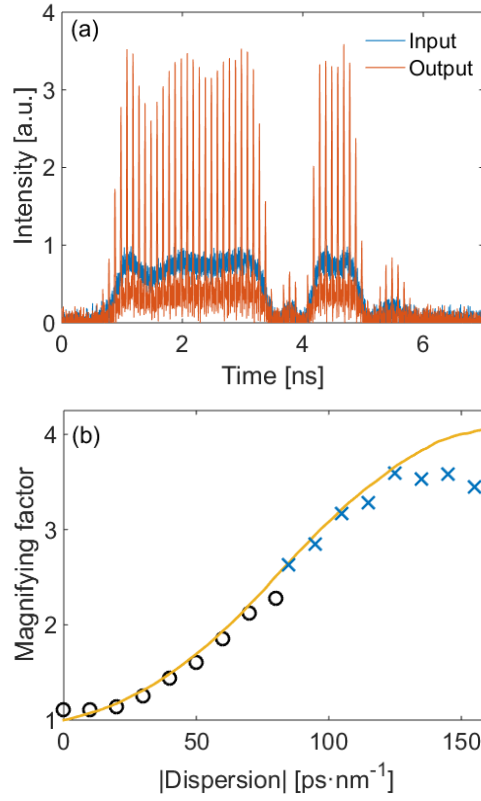 (a)
Input
Output
Intensity [a.u.]
4
3
2
1
0
0 2 4 6
Time [ns]
(b)
Magnifying factor
4
3
2
1
0 50 100 150
|Dispersion| [ps·nm⁻¹]